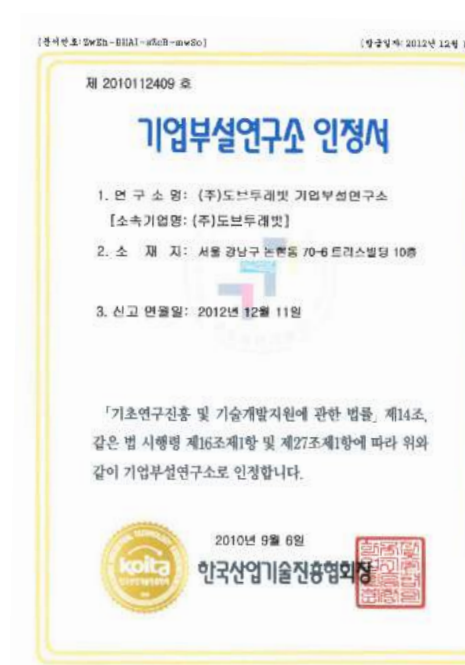 제 2010112409 호
기업부설연구소 인정서
1. 연 구 소 명: (주)도브투래빗 기업부설연구소
[소속기업명: (주)도브투래빗]
2. 소 재 지: 서울 강남구 논현동 70-6 트리스빌딩 10층
3. 신고 연월일: 2012년 12월 11일
「기초연구진흥 및 기술개발지원에 관한 법률」 제14조,
같은 법 시행령 제16조제1항 및 제27조제1항에 따라 위와
같이 기업부설연구소로 인정합니다.
2010년 9월 6일
koita
한국산업기술진흥협회장